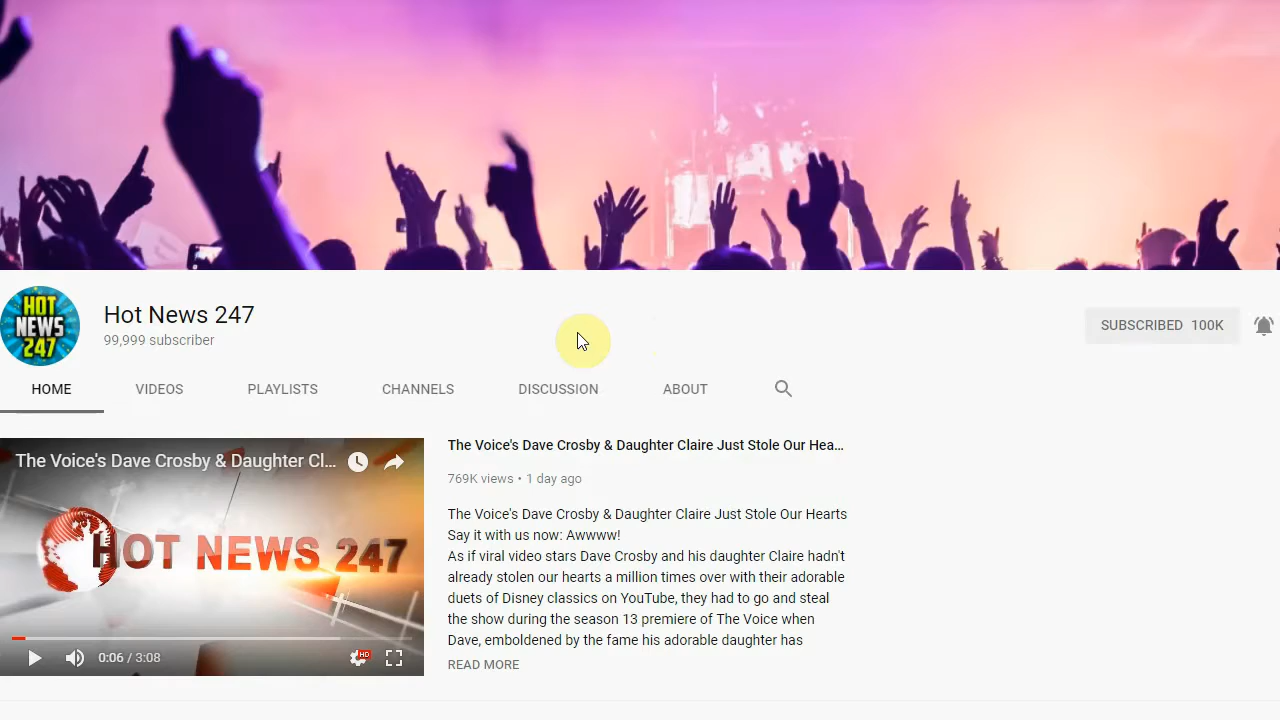 HOT
NEWS
247
Hot News 247
99,999 subscriber
SUBSCRIBED 100K
HOME VIDEOS PLAYLISTS CHANNELS DISCUSSION ABOUT
The Voice's Dave Crosby & Daughter Cl...
HOT NEWS 247
0:06 / 3:08
HD
The Voice's Dave Crosby & Daughter Claire Just Stole Our Hea...
769K views • 1 day ago
The Voice's Dave Crosby & Daughter Claire Just Stole Our Hearts
Say it with us now: Awwww!
As if viral video stars Dave Crosby and his daughter Claire hadn't
already stolen our hearts a million times over with their adorable
duets of Disney classics on YouTube, they had to go and steal
the show during the season 13 premiere of The Voice when
Dave, emboldened by the fame his adorable daughter has
READ MORE